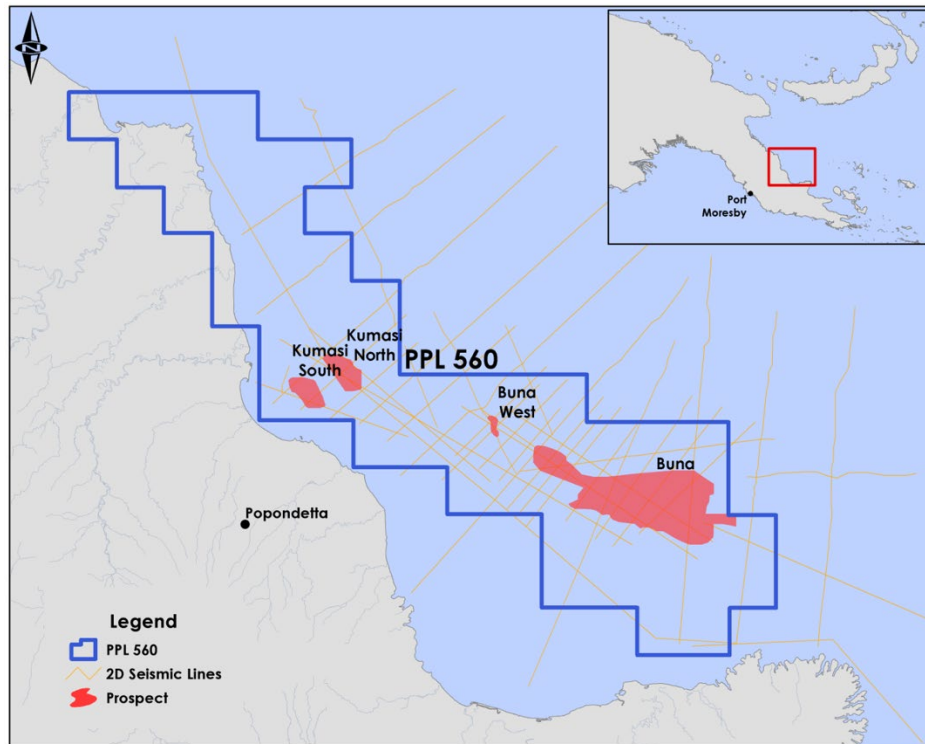 N
Port
Moresby
Kumasi
North
Kumasi
South
PPL 560
Buna
West
Buna
Popondetta
Legend
PPL 560
2D Seismic Lines
Prospect